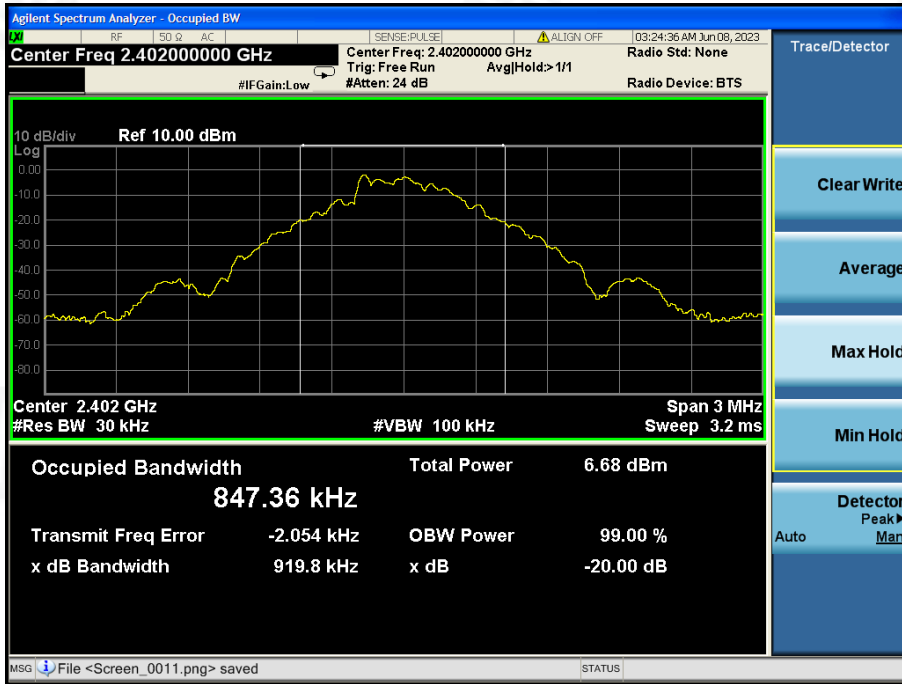 Agilent Spectrum Analyzer - Occupied BW
LXI RF 50 Ω AC SENSE:PULSE ALIGN OFF 03:24:36 AM Jun 08, 2023
Center Freq 2.402000000 GHz
Center Freq: 2.402000000 GHz Radio Std: None
Trig: Free Run Avg|Hold:>1/1
#IFGain:Low #Atten: 24 dB Radio Device: BTS
10 dB/div Ref 10.00 dBm
Log
0.00
-10.0
-20.0
-30.0
-40.0
-50.0
-60.0
-70.0
-80.0
Center 2.402 GHz Span 3 MHz
#Res BW 30 kHz #VBW 100 kHz Sweep 3.2 ms
Occupied Bandwidth Total Power 6.68 dBm
847.36 kHz
Transmit Freq Error -2.054 kHz OBW Power 99.00 %
x dB Bandwidth 919.8 kHz x dB -20.00 dB
Trace/Detector
Clear Write
Average
Max Hold
Min Hold
Detector
Peak
Auto Man
MSG File <Screen_0011.png> saved STATUS